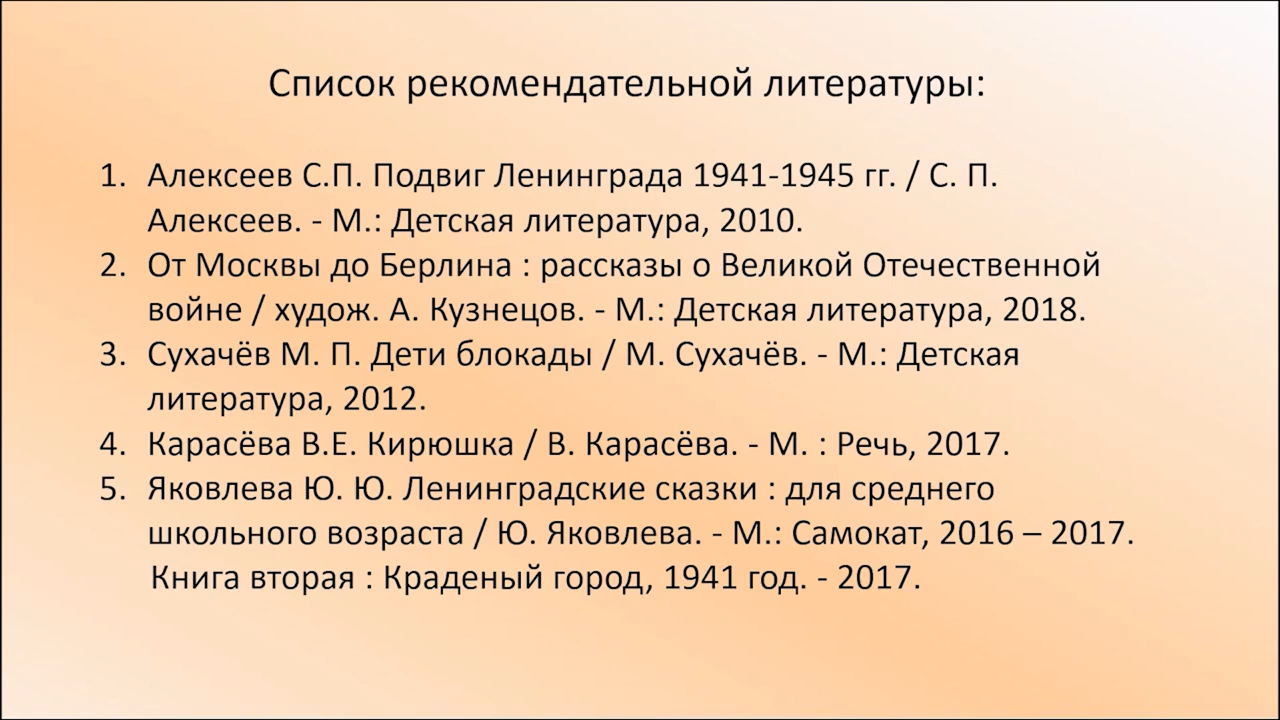 Список рекомендательной литературы:
1. Алексеев С.П. Подвиг Ленинграда 1941-1945 гг. / С. П.
Алексеев. - М.: Детская литература, 2010.
2. От Москвы до Берлина : рассказы о Великой Отечественной
войне / худож. А. Кузнецов. - М.: Детская литература, 2018.
3. Сухачёв М. П. Дети блокады / М. Сухачёв. - М.: Детская
литература, 2012.
4. Карасёва В.Е. Кирюшка / В. Карасёва. - М. : Речь, 2017.
5. Яковлева Ю. Ю. Ленинградские сказки : для среднего
школьного возраста / Ю. Яковлева. - М.: Самокат, 2016 – 2017.
Книга вторая : Краденый город, 1941 год. - 2017.